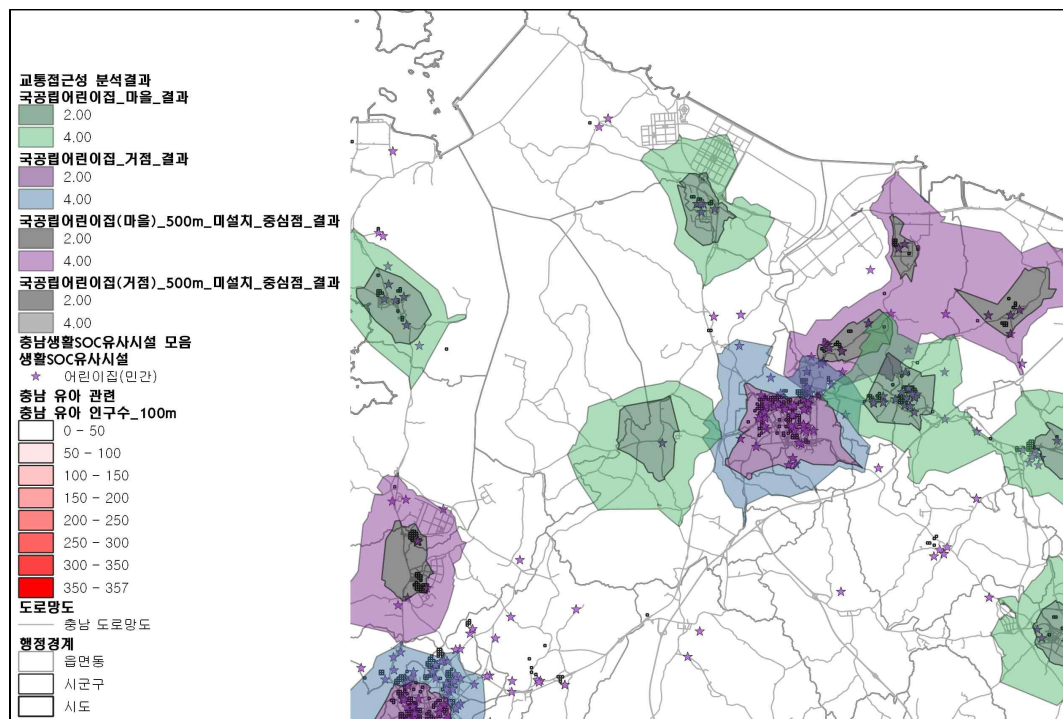 교통접근성 분석결과
국공립어린이집_마을_결과
2.00
4.00
국공립어린이집_거점_결과
2.00
4.00
국공립어린이집(마을)_500m_미설치_중심점_결과
2.00
4.00
국공립어린이집(거점)_500m_미설치_중심점_결과
2.00
4.00
충남생활SOC유사시설 모음
생활SOC유사시설
어린이집(민간)
충남 유아 관련
충남 유아 인구수_100m
0 - 50
50 - 100
100 - 150
150 - 200
200 - 250
250 - 300
300 - 350
350 - 357
도로망도
충남 도로망도
행정경계
읍면동
시군구
시도